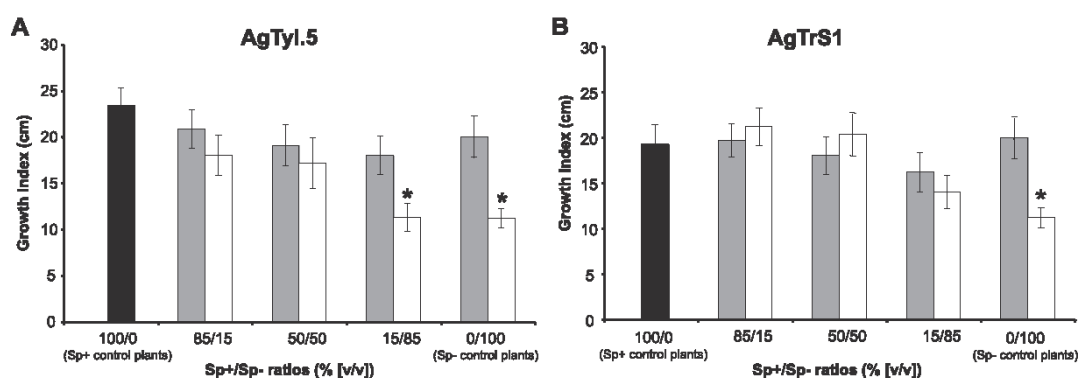 A
AgTyl.5
Growth Index (cm)
30
25
20
15
10
5
0
*
*
100/0
85/15
50/50
15/85
0/100
(Sp+ control plants)
(Sp- control plants)
Sp+/Sp- ratios (% [v/v])
B
AgTrS1
Growth Index (cm)
30
25
20
15
10
5
0
*
100/0
85/15
50/50
15/85
0/100
(Sp+ control plants)
(Sp- control plants)
Sp+/Sp- ratios (% [v/v])